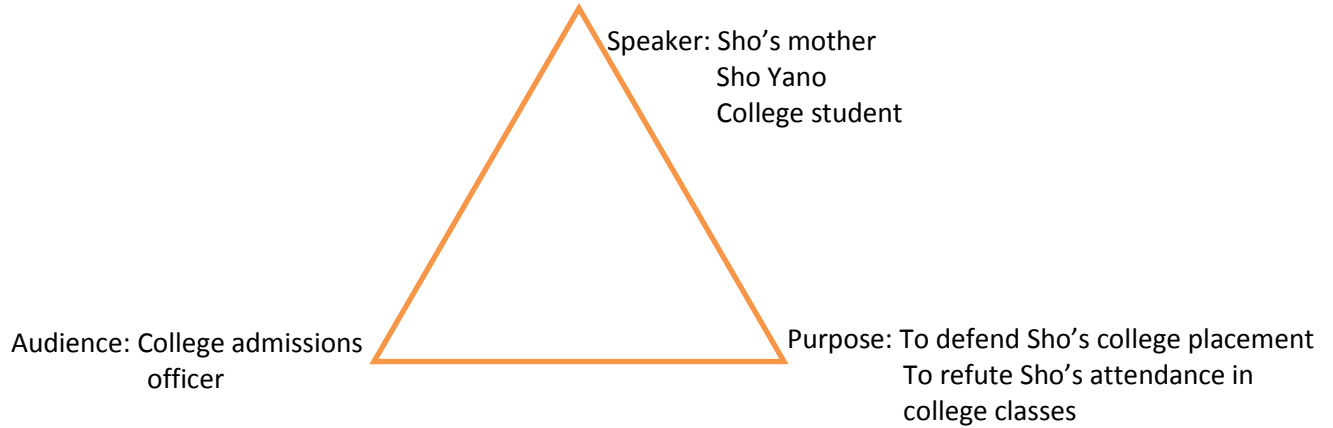 Speaker: Sho’s mother
Sho Yano
College student
Audience: College admissions
officer
Purpose: To defend Sho’s college placement
To refute Sho’s attendance in
college classes